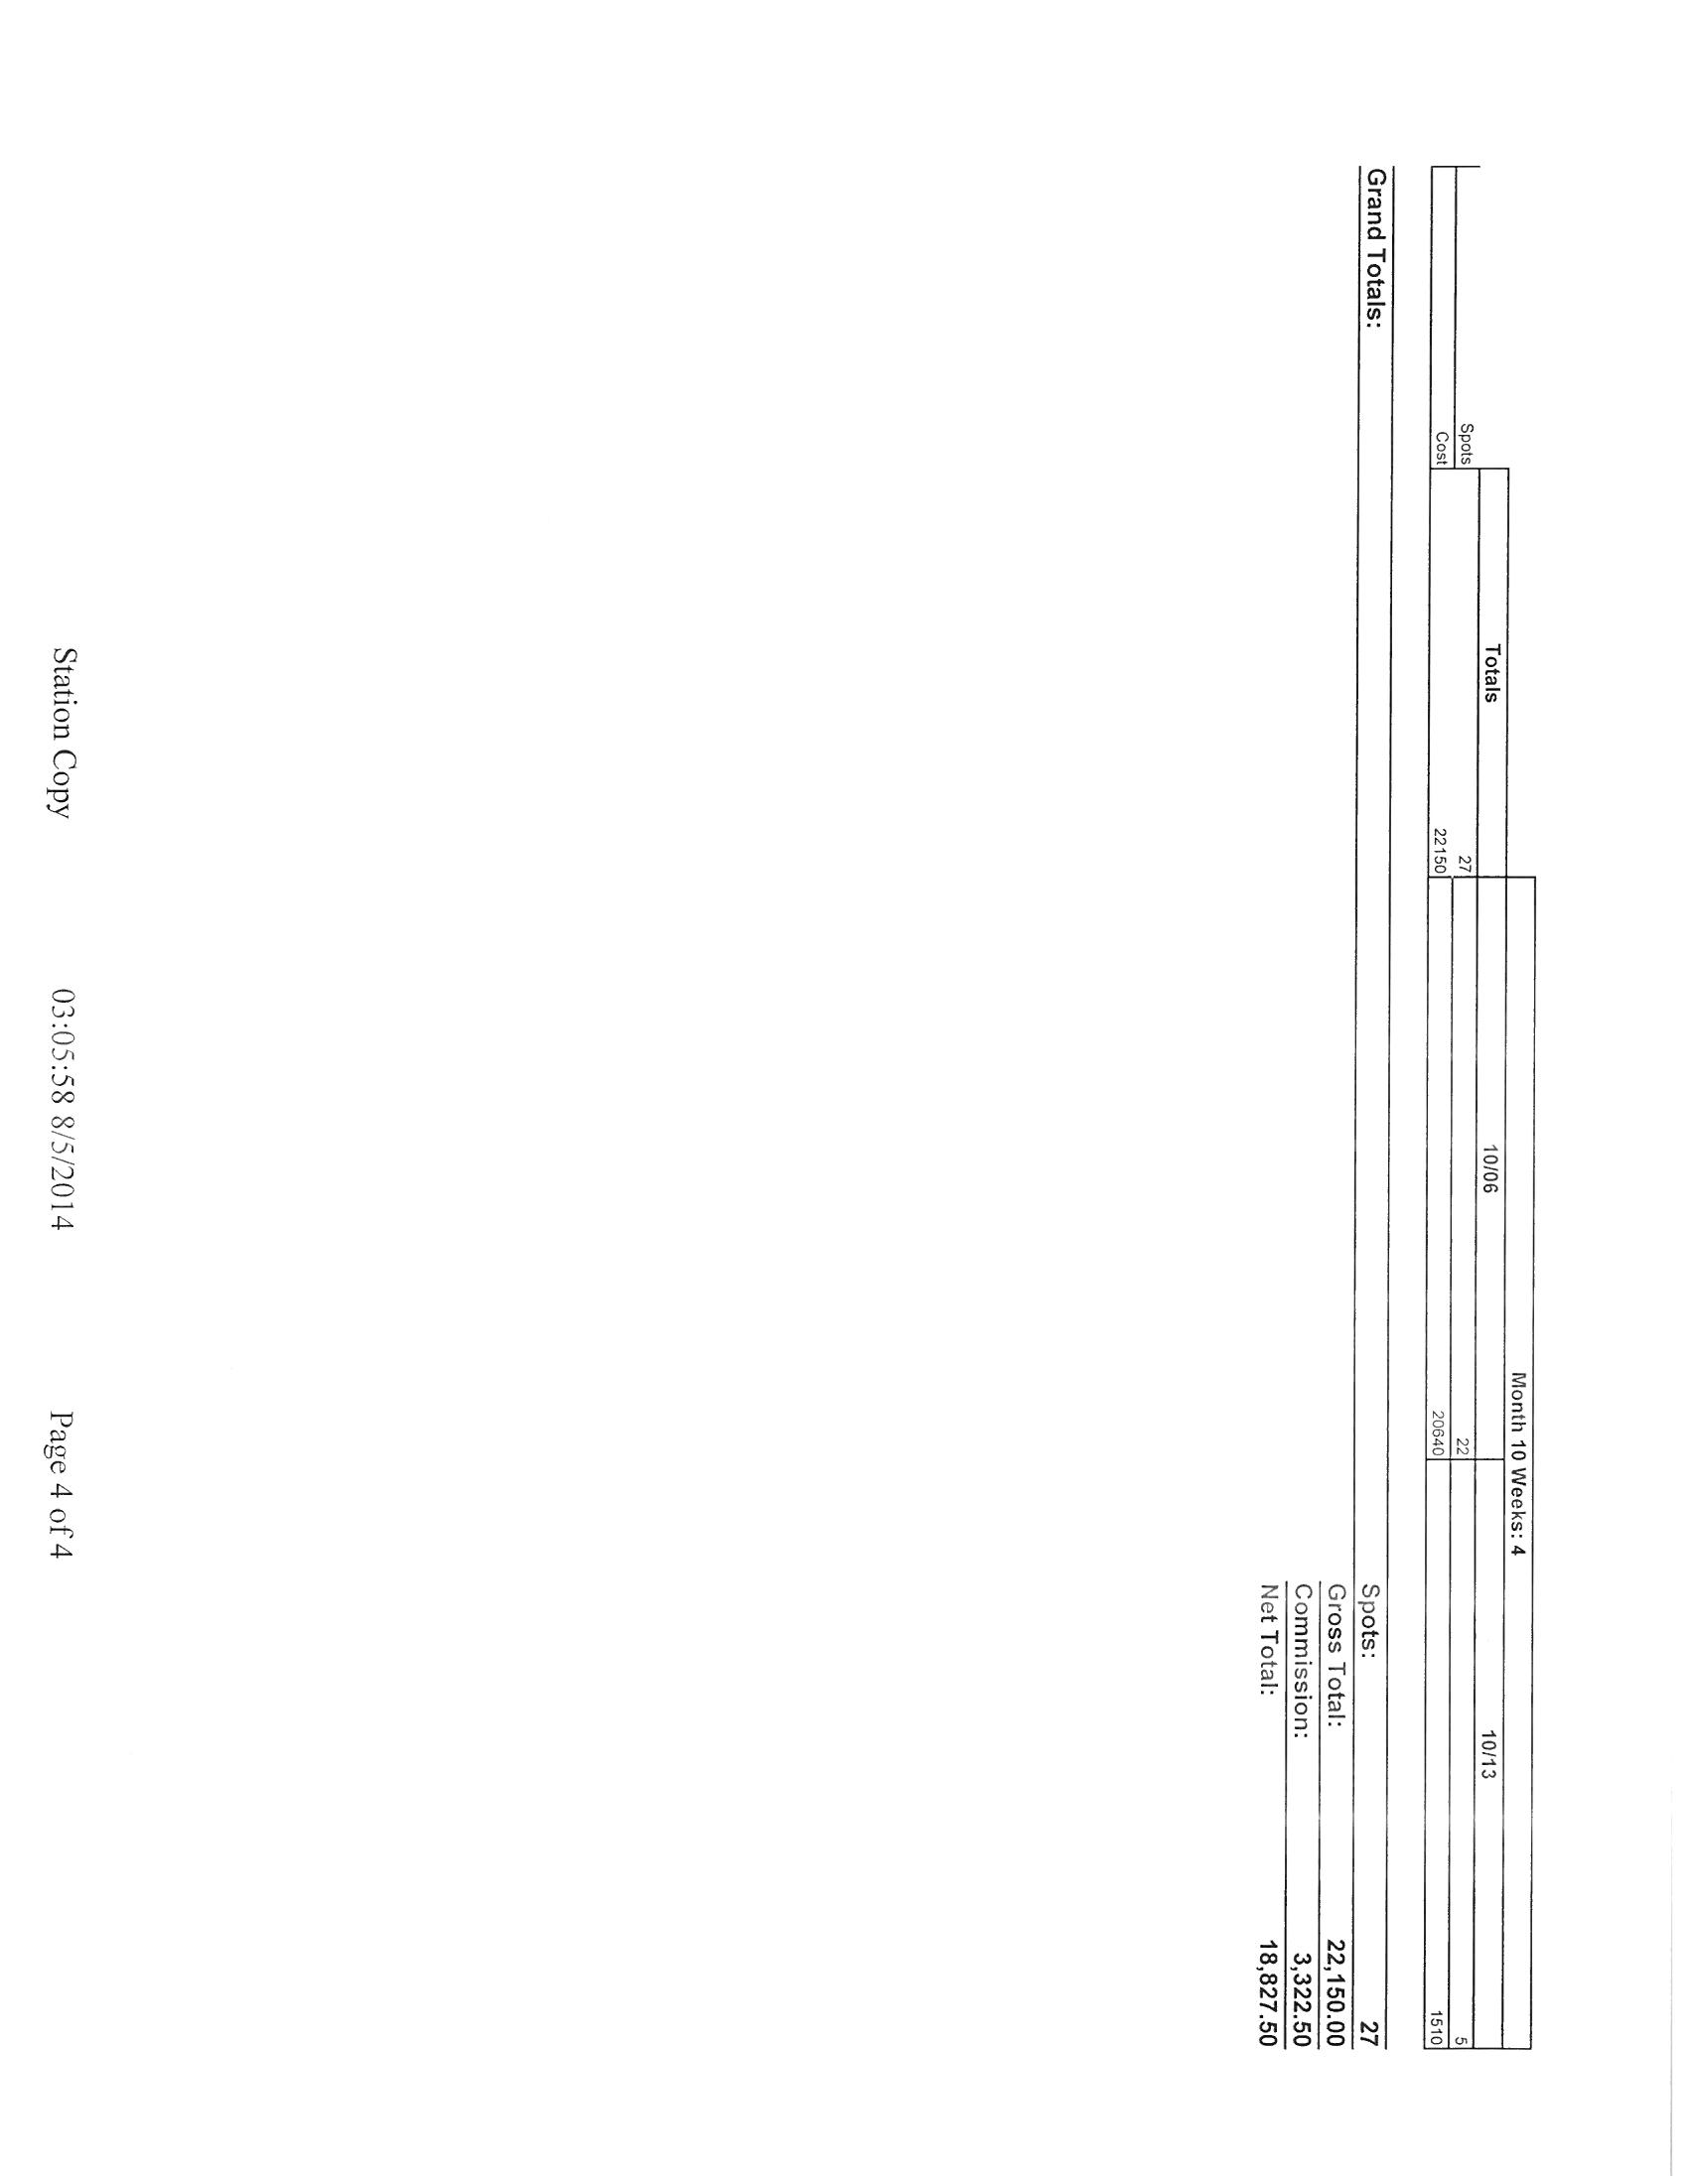 Month 10 Weeks: 4
Totals 10/06 10/13
Spots 27 22 5
Cost 22150 20640 1510
Grand Totals: Spots: 27
Gross Total: 22,150.00
Commission: 3,322.50
Net Total: 18,827.50
Station Copy 03:05:58 8/5/2014 Page 4 of 4